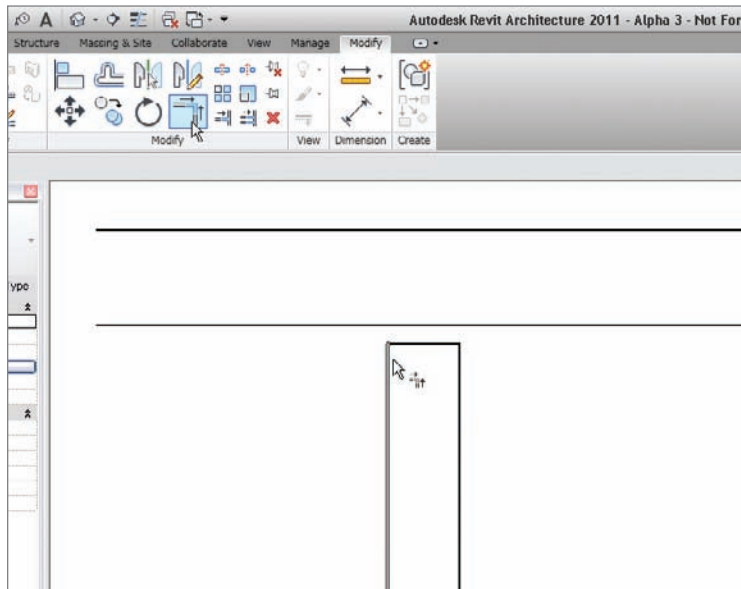 A
Autodesk Revit Architecture 2011 - Alpha 3 - Not For
Structure Massing & Site Collaborate View Manage Modify
Modify View Dimension Create
ype